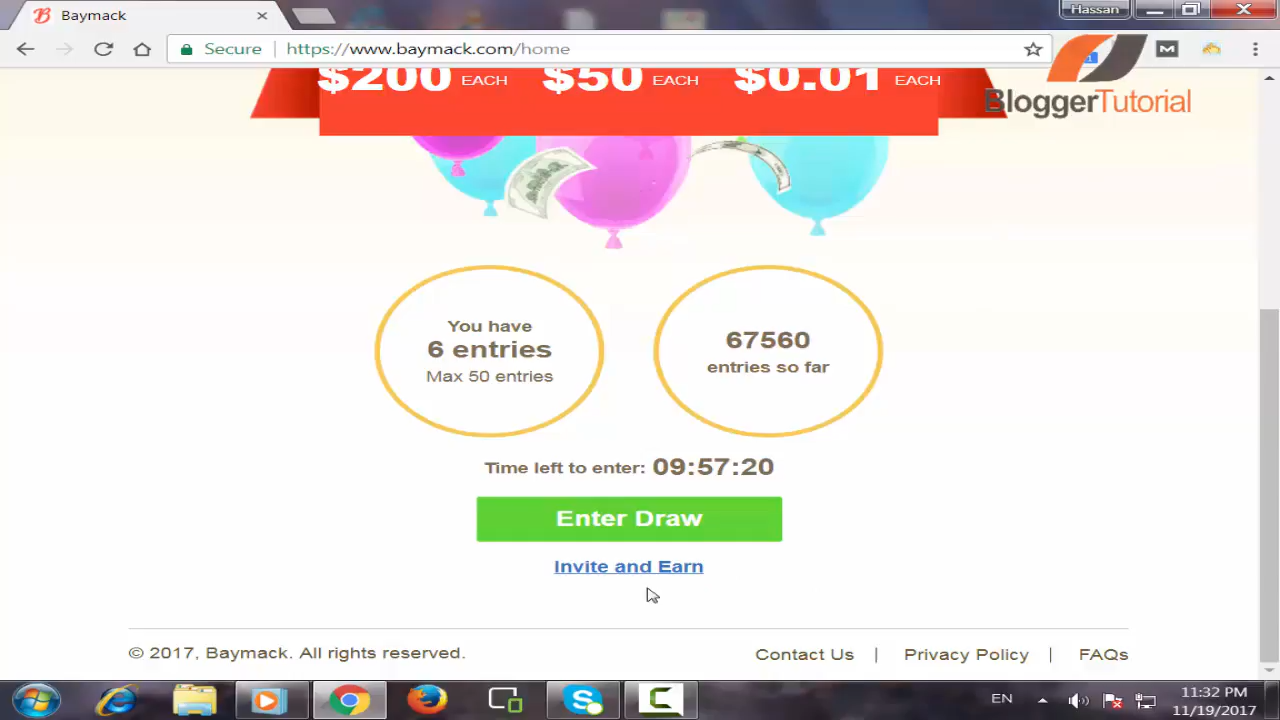 Baymack
Hassan
Secure
https://www.baymack.com/home
BloggerTutorial
$200 EACH $50 EACH $0.01 EACH
You have
6 entries
Max 50 entries
67560
entries so far
Time left to enter: 09:57:20
Enter Draw
Invite and Earn
© 2017, Baymack. All rights reserved.
Contact Us | Privacy Policy | FAQs
EN
11:32 PM
11/19/2017